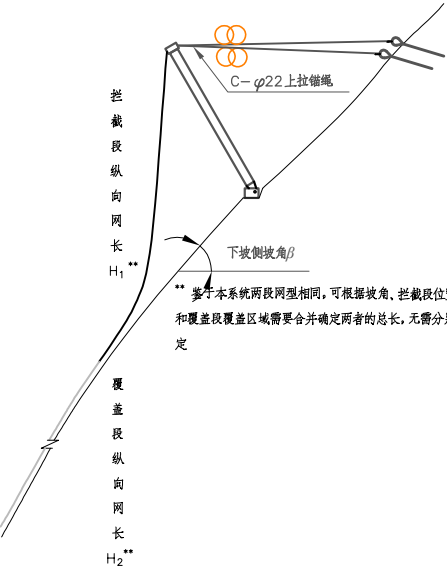 C-φ22上拉锚绳
拦截段纵向网长
H₁**
下坡侧坡角β
** 鉴于本系统两段网型相同,可根据坡角、拦截段位
和覆盖段覆盖区域需要合并确定两者的总长,无需分
定
覆盖段纵向网长
H₂**